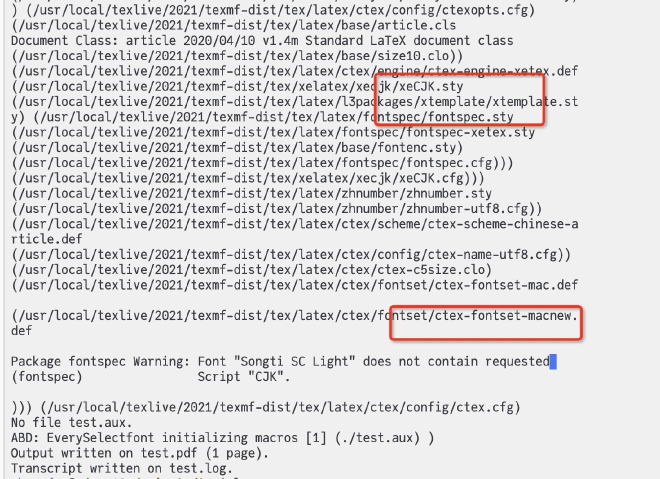 ) (/usr/local/texlive/2021/texmf-dist/tex/latex/ctex/config/ctexopts.cfg)
(/usr/local/texlive/2021/texmf-dist/tex/latex/base/article.cls
Document Class: article 2020/04/10 v1.4m Standard LaTeX document class
(/usr/local/texlive/2021/texmf-dist/tex/latex/base/size10.clo))
(/usr/local/texlive/2021/texmf-dist/tex/latex/ctex/engine/ctex-engine-xetex.def
(/usr/local/texlive/2021/texmf-dist/tex/xelatex/xecjk/xeCJK.sty
(/usr/local/texlive/2021/texmf-dist/tex/latex/l3packages/xtemplate/xtemplate.st
y) (/usr/local/texlive/2021/texmf-dist/tex/latex/fontspec/fontspec.sty
(/usr/local/texlive/2021/texmf-dist/tex/latex/fontspec/fontspec-xetex.sty
(/usr/local/texlive/2021/texmf-dist/tex/latex/base/fontenc.sty)
(/usr/local/texlive/2021/texmf-dist/tex/latex/fontspec/fontspec.cfg)))
(/usr/local/texlive/2021/texmf-dist/tex/xelatex/xecjk/xeCJK.cfg)))
(/usr/local/texlive/2021/texmf-dist/tex/latex/zhnumber/zhnumber.sty
(/usr/local/texlive/2021/texmf-dist/tex/latex/zhnumber/zhnumber-utf8.cfg))
(/usr/local/texlive/2021/texmf-dist/tex/latex/ctex/scheme/ctex-scheme-chinese-a
rticle.def
(/usr/local/texlive/2021/texmf-dist/tex/latex/ctex/config/ctex-name-utf8.cfg))
(/usr/local/texlive/2021/texmf-dist/tex/latex/ctex/ctex-c5size.clo)
(/usr/local/texlive/2021/texmf-dist/tex/latex/ctex/fontset/ctex-fontset-mac.def
(/usr/local/texlive/2021/texmf-dist/tex/latex/ctex/fontset/ctex-fontset-macnew.
def
Package fontspec Warning: Font "Songti SC Light" does not contain requested
(fontspec) Script "CJK".
))) (/usr/local/texlive/2021/texmf-dist/tex/latex/ctex/config/ctex.cfg)
No file test.aux.
ABD: EverySelectfont initializing macros [1] (./test.aux) )
Output written on test.pdf (1 page).
Transcript written on test.log.